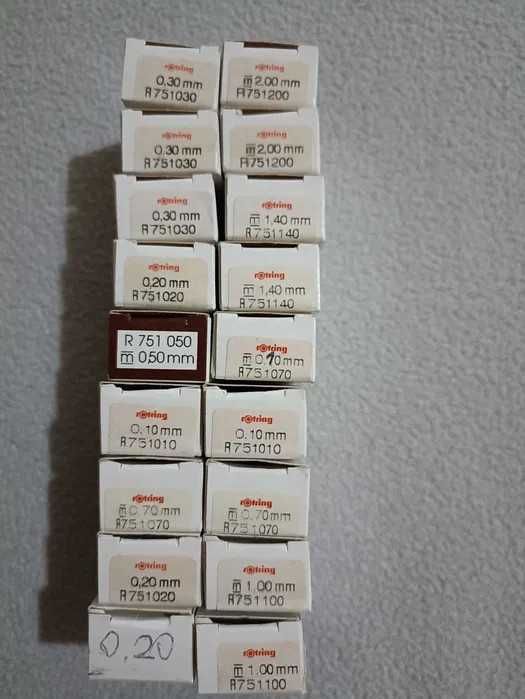 rotring
0,30 mm
R751030
rotring
m 2.00 mm
R751200
rotring
0,30 mm
R751030
rotring
m 2,00 mm
R751200
rotring
0,30 mm
R751030
rotring
m 1,40 mm
R751140
rotring
0,20 mm
R751020
rotring
m 1,40 mm
R751140
R 751 050
m 0,50 mm
rotring
m 0,70 mm
R751070
rotring
0.10 mm
R751010
rotring
0.10 mm
R751010
rotring
m 0.70 mm
R751070
rotring
m 0.70 mm
R751070
rotring
0,20 mm
R751020
rotring
m 1.00 mm
R751100
0.20
rotring
m 1.00 mm
R751100